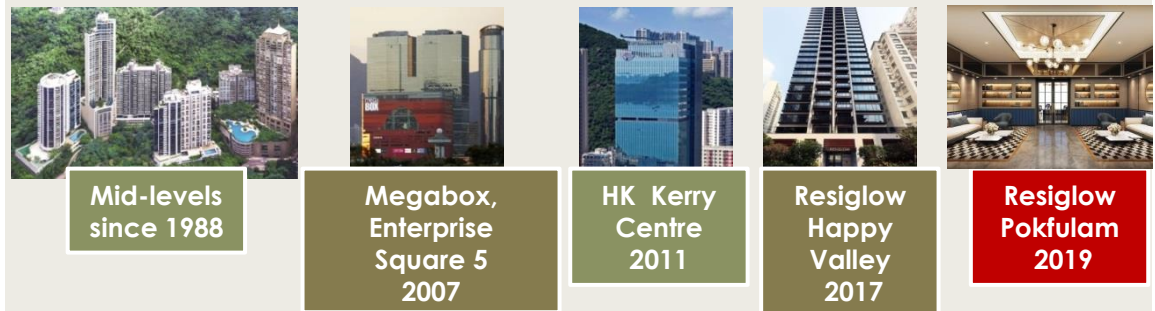 BOX
Mid-levels
since 1988
Megabox,
Enterprise
Square 5
2007
HK Kerry
Centre
2011
Resiglow
Happy
Valley
2017
Resiglow
Pokfulam
2019